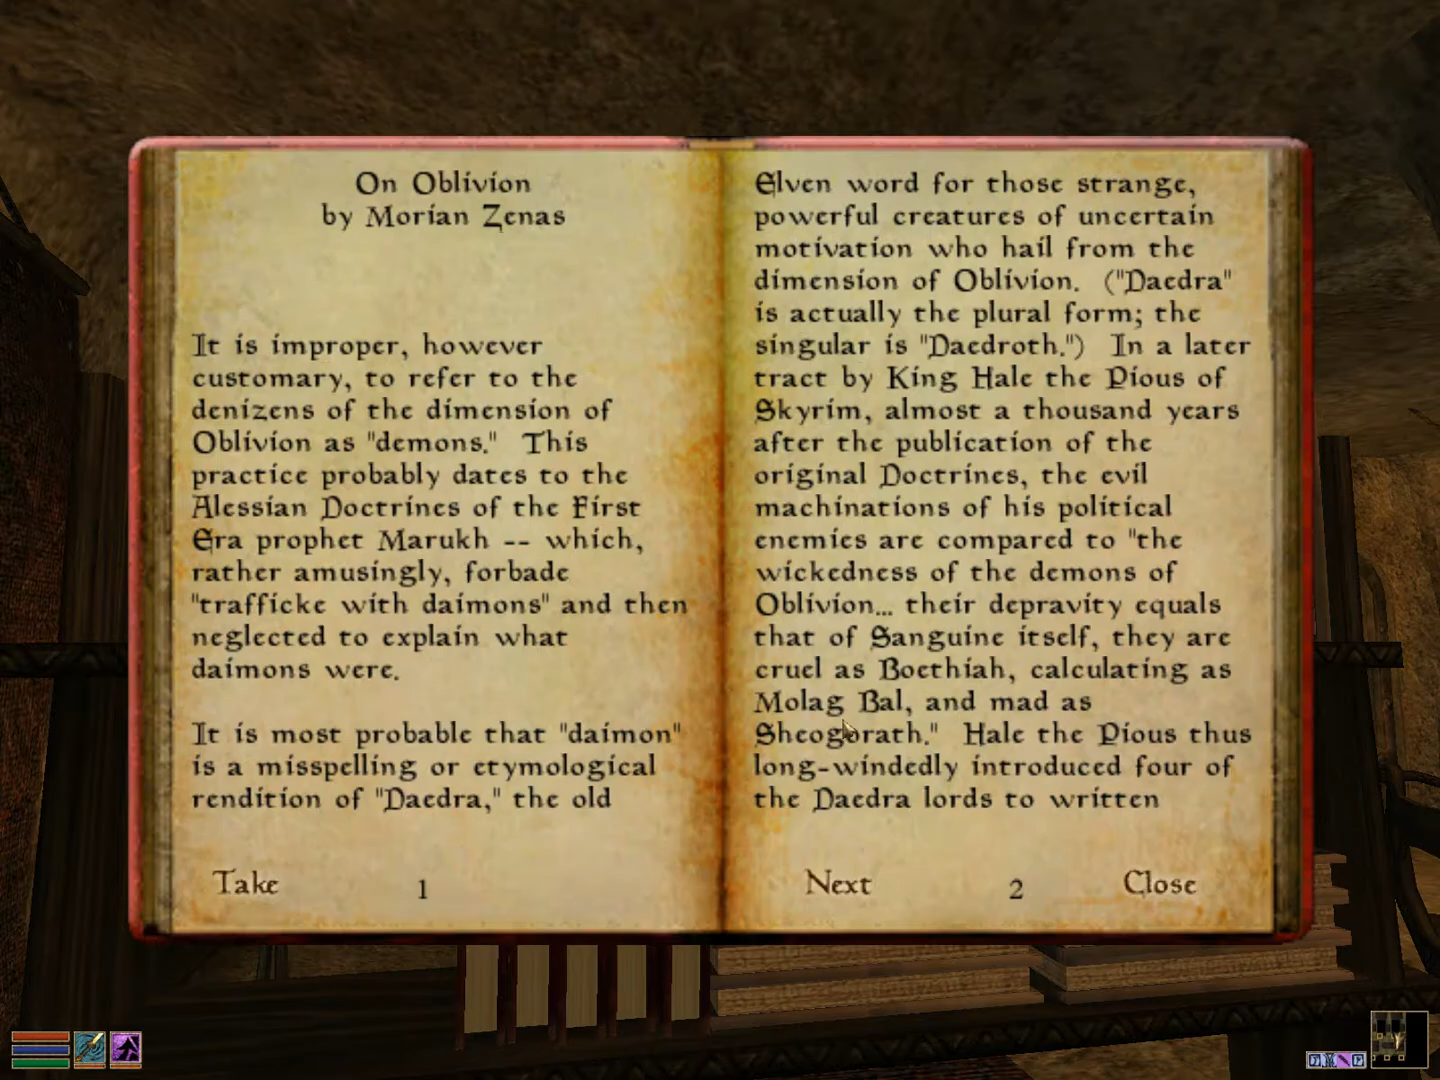 On Oblivion
by Morian Zenas
It is improper, however
customary, to refer to the
denizens of the dimension of
Oblivion as "demons."  This
practice probably dates to the
Alessian Doctrines of the First
Era prophet Marukh -- which,
rather amusingly, forbade
"trafficke with daimons" and then
neglected to explain what
daimons were.
It is most probable that "daimon"
is a misspelling or etymological
rendition of "Daedra," the old
Elven word for those strange,
powerful creatures of uncertain
motivation who hail from the
dimension of Oblivion.  ("Daedra"
is actually the plural form; the
singular is "Daedroth.")  In a later
tract by King Hale the Pious of
Skyrim, almost a thousand years
after the publication of the
original Doctrines, the evil
machinations of his political
enemies are compared to "the
wickedness of the demons of
Oblivion... their depravity equals
that of Sanguine itself, they are
cruel as Boethiah, calculating as
Molag Bal, and mad as
Sheogorath."  Hale the Pious thus
long-windedly introduced four of
the Daedra lords to written
Take 1 Next 2 Close